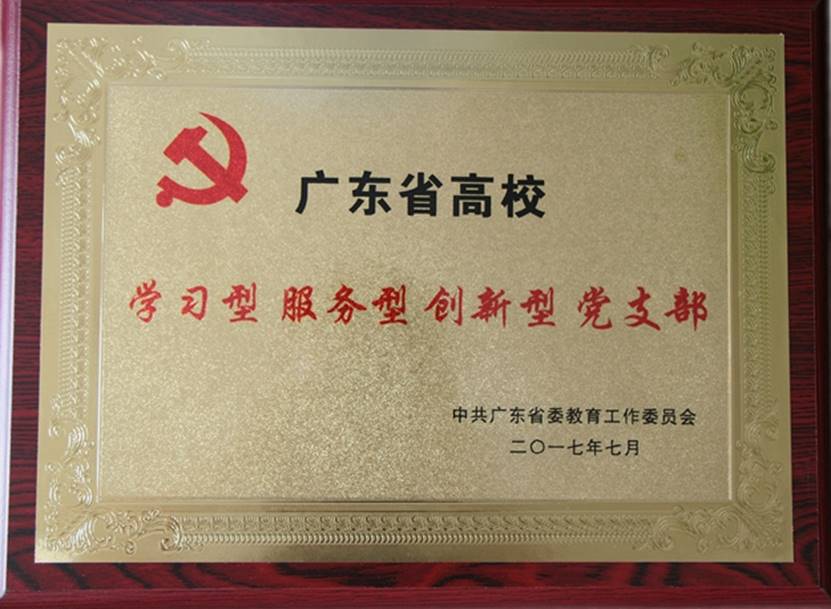 广东省高校
学习型 服务型 创新型 党支部
中共广东省委教育工作委员会
二〇一七年七月